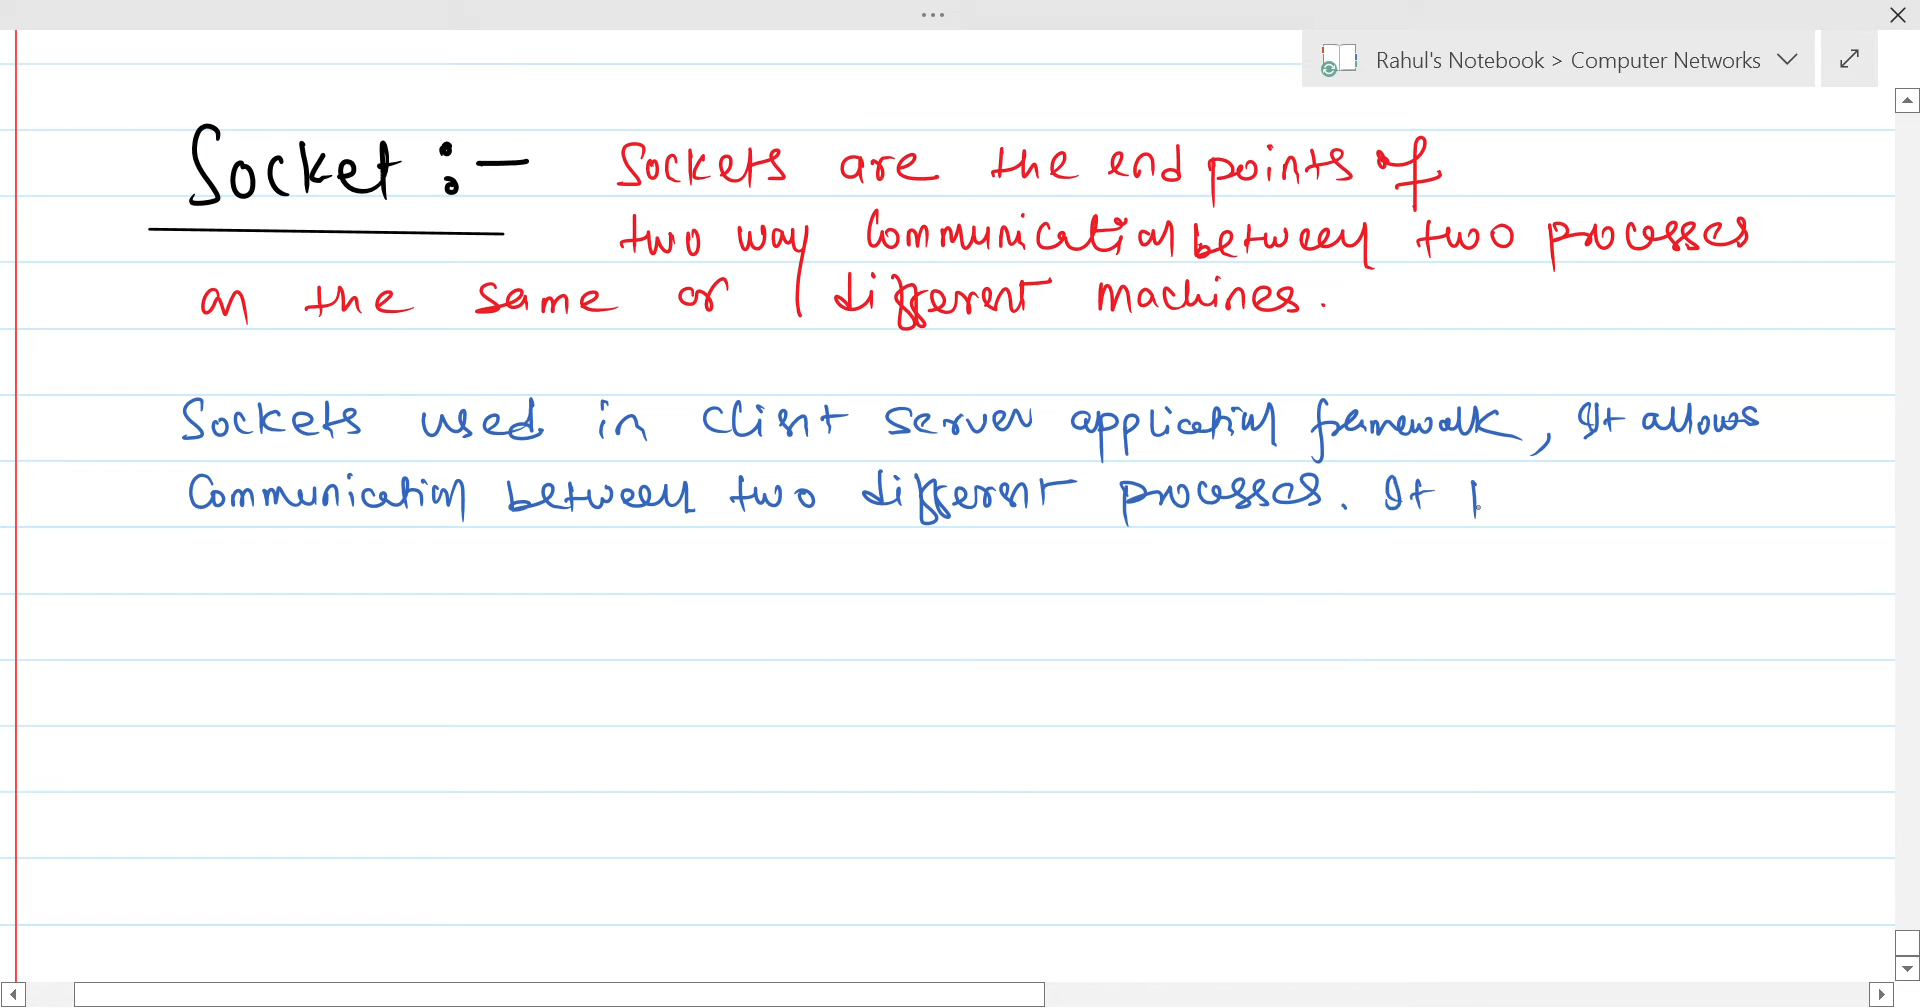 Rahul's Notebook > Computer Networks
Socket :- Sockets are the end points of
two way Communication between two processes
on the same or different machines.
Sockets used in client server application framewalk, It allows
Communication between two different processes. It